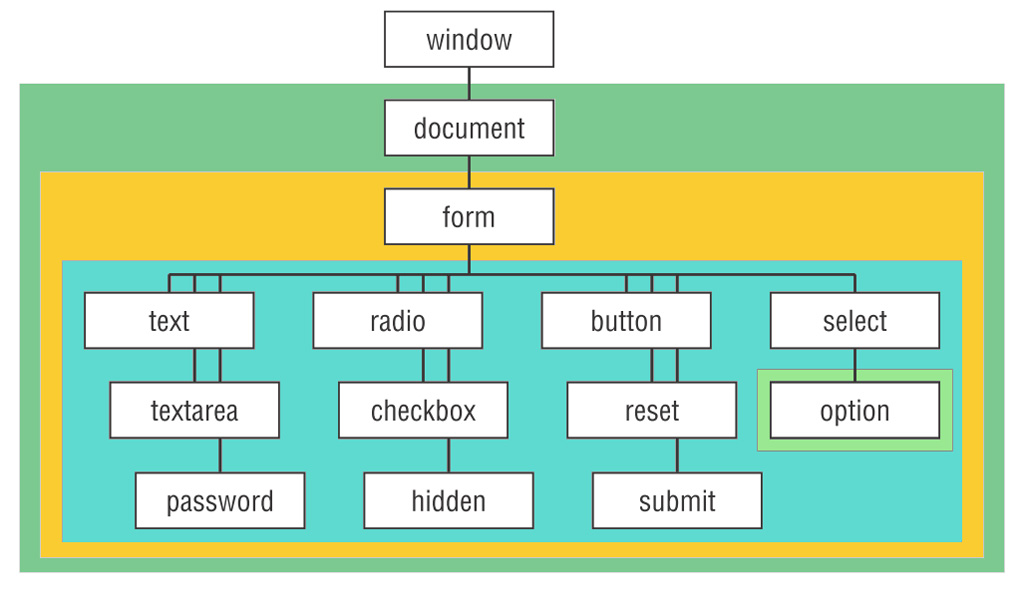 window
document
form
text
radio
button
select
textarea
checkbox
reset
option
password
hidden
submit